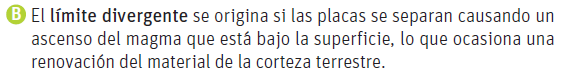 B El límite divergente se origina si las placas se separan causando un
ascenso del magma que está bajo la superficie, lo que ocasiona una
renovación del material de la corteza terrestre.